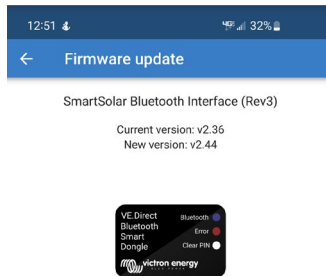 12:51
32%
Firmware update
SmartSolar Bluetooth Interface (Rev3)
Current version: v2.36
New version: v2.44
VE.Direct
Bluetooth
Smart
Dongle
Bluetooth
Error
Clear PIN
victron energy